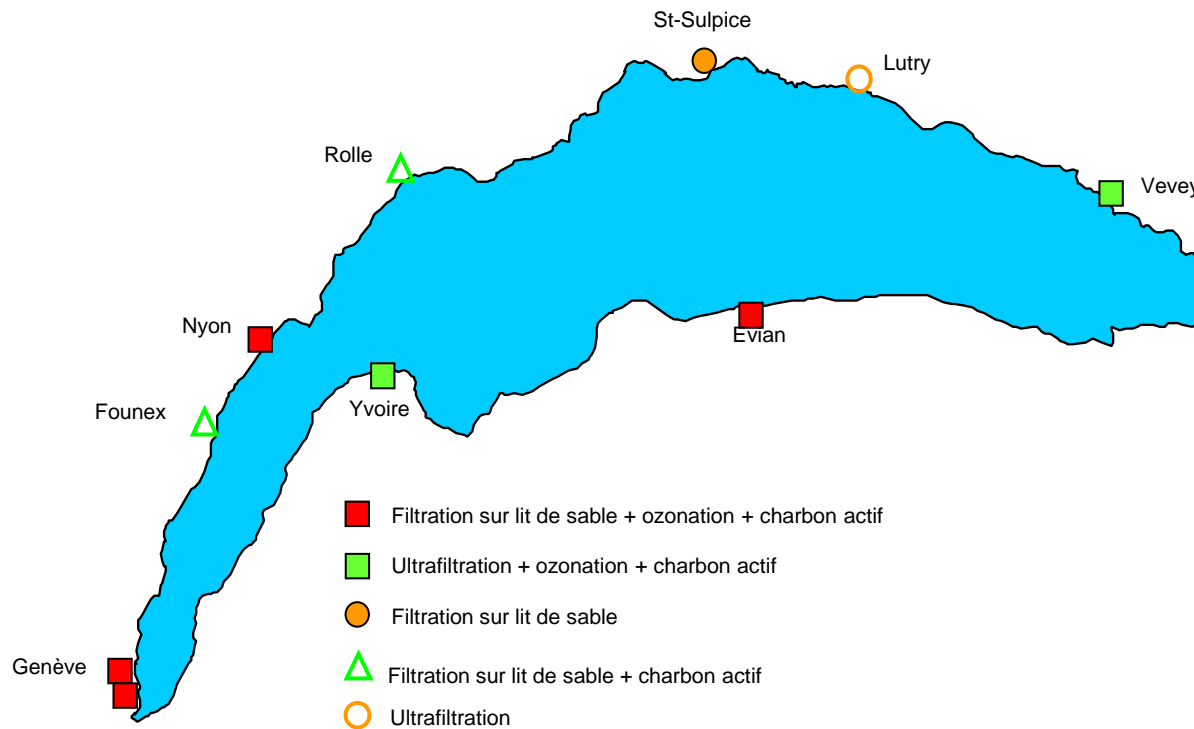 St-Sulpice
Lutry
Rolle
Vevey
Nyon
Evian
Founex
Yvoire
Filtration sur lit de sable + ozonation + charbon actif
Ultrafiltration + ozonation + charbon actif
Filtration sur lit de sable
Genève
Filtration sur lit de sable + charbon actif
Ultrafiltration